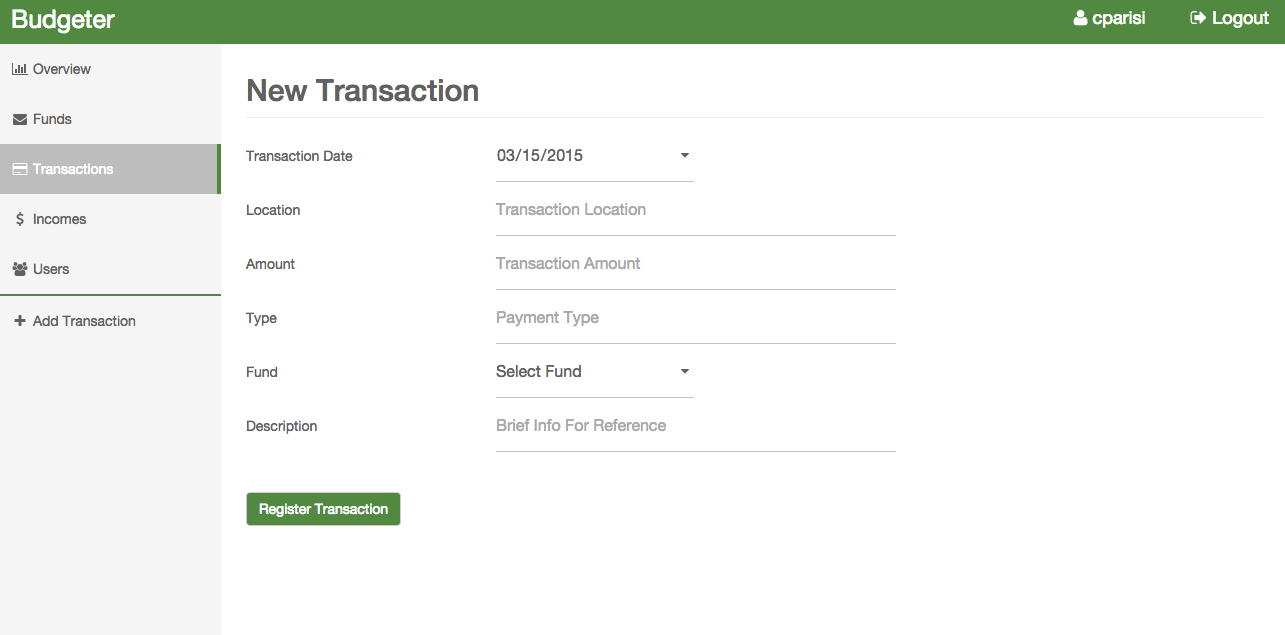 Budgeter
cparisi
Logout
Overview
Funds
Transactions
Incomes
Users
Add Transaction
New Transaction
Transaction Date 03/15/2015
Location Transaction Location
Amount Transaction Amount
Type Payment Type
Fund Select Fund
Description Brief Info For Reference
Register Transaction